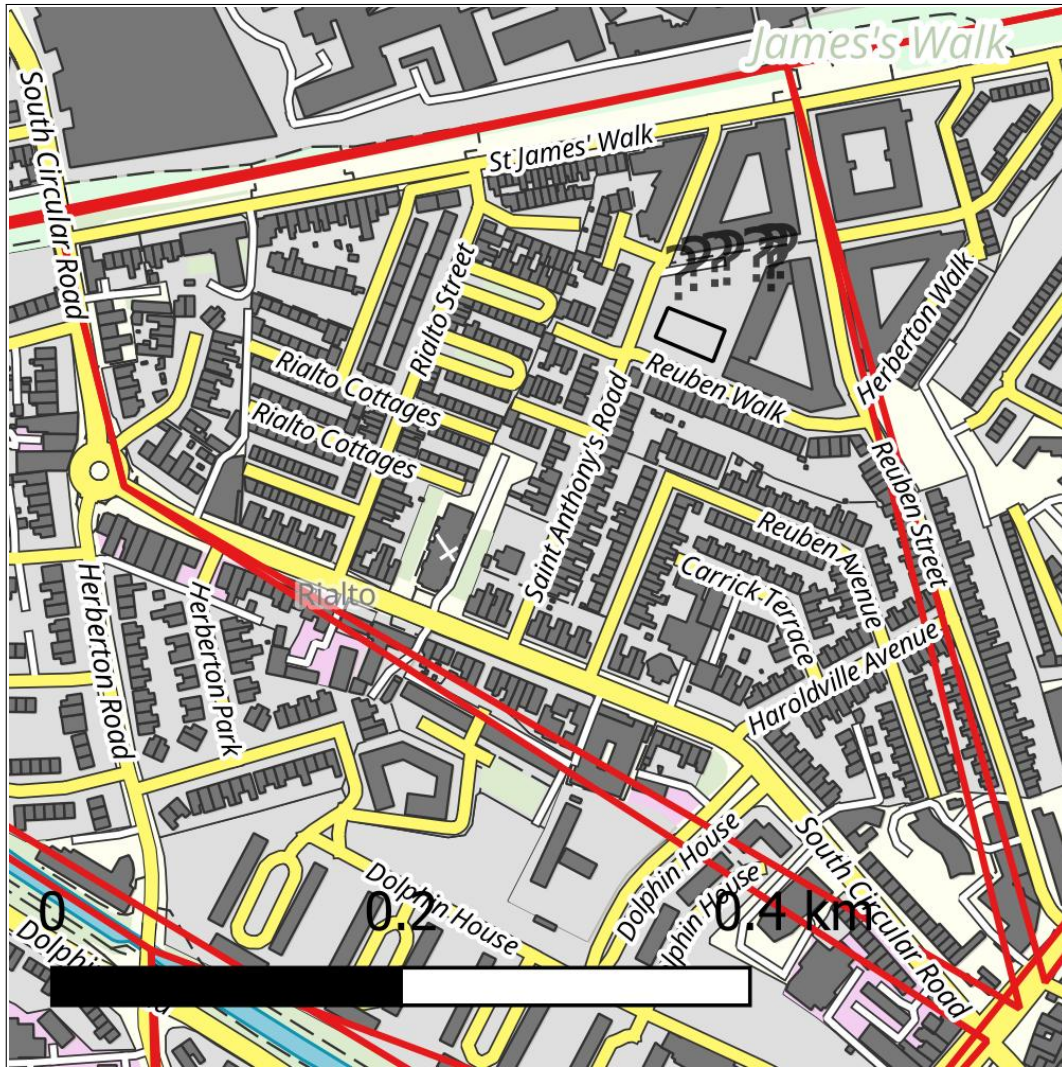 James's Walk
South Circular Road
St James' Walk
Rialto Street
Herberton Walk
Rialto Cottages
Reuben Walk
Rialto Cottages
Saint Anthony's Road
Reuben Street
Reuben Avenue
Carrick Terrace
Rialto
Herberton Road
Herberton Park
Haroldville Avenue
Dolphin House
South Circular Road
Dolphin House
Dolphin House
0 0.2 0.4 km